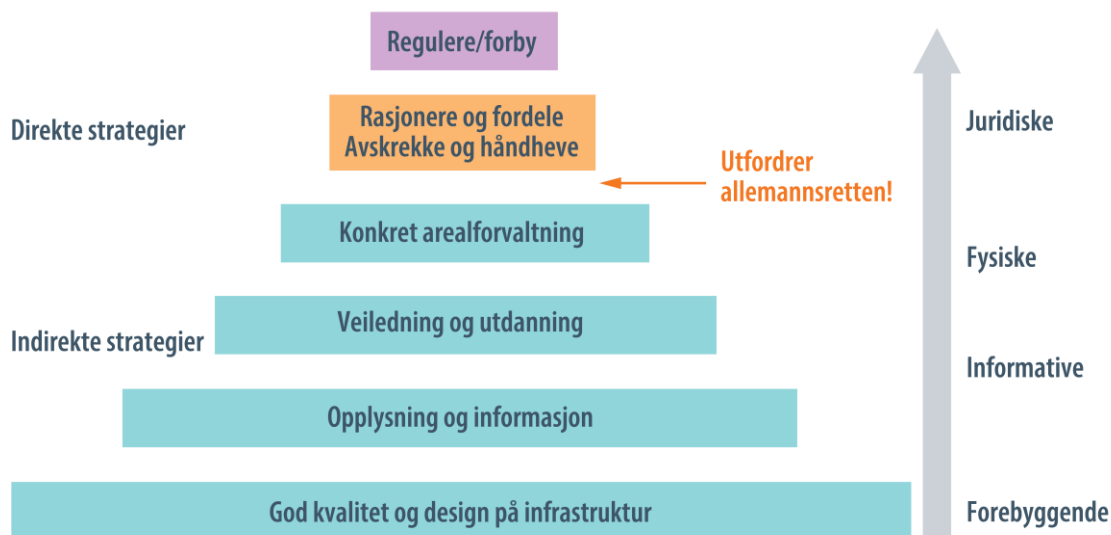 Regulere/forby
Direkte strategier
Rasjonere og fordele
Avskrekke og håndheve
Juridiske
Utfordrer
allemannsretten!
Konkret arealforvaltning
Fysiske
Veiledning og utdanning
Indirekte strategier
Informative
Opplysning og informasjon
God kvalitet og design på infrastruktur
Forebyggende